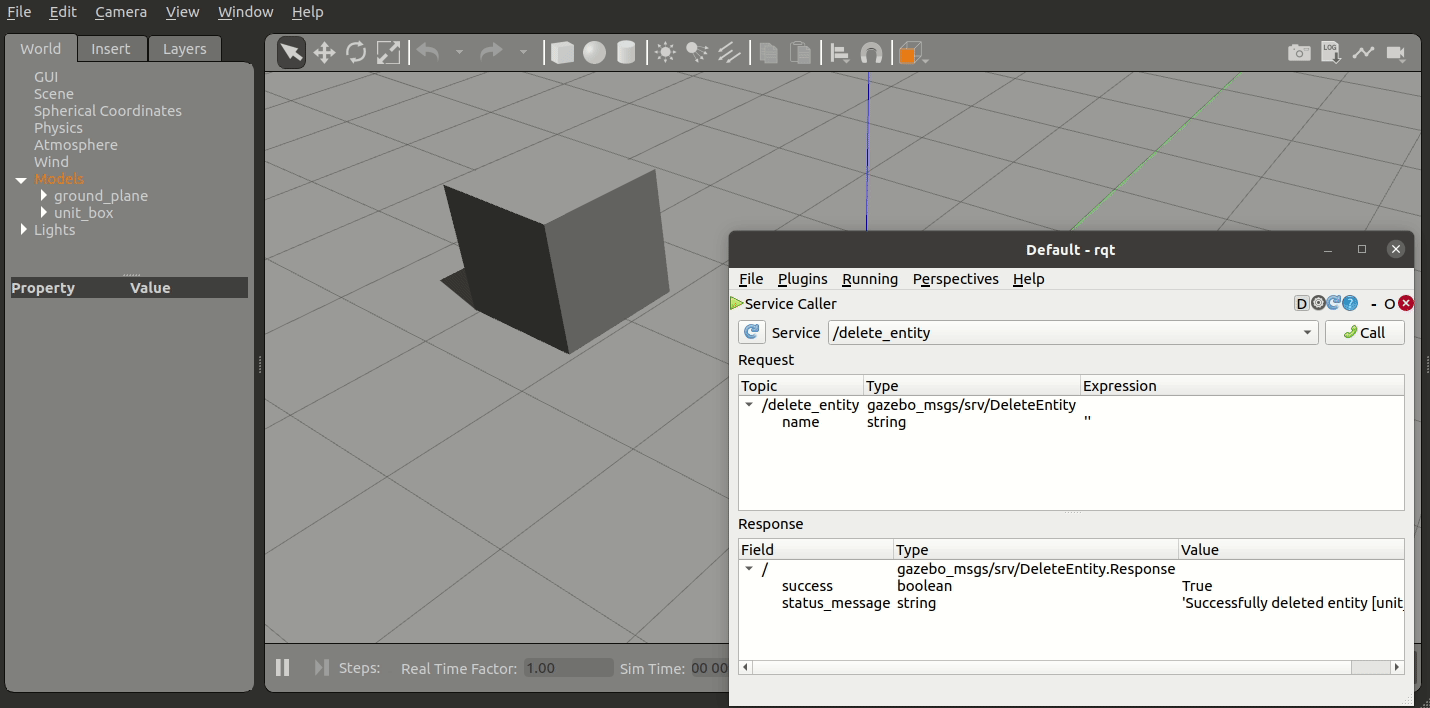 File Edit Camera View Window Help
World Insert Layers
GUI
Scene
Spherical Coordinates
Physics
Atmosphere
Wind
Models
ground_plane
unit_box
Lights
Property Value
LOG
Steps: Real Time Factor: 1.00 Sim Time: 00 00
Default - rqt
File Plugins Running Perspectives Help
Service Caller
D ? - O
Service /delete_entity Call
Request
Topic Type Expression
/delete_entity gazebo_msgs/srv/DeleteEntity
name string ''
Response
Field Type Value
/ gazebo_msgs/srv/DeleteEntity.Response
success boolean True
status_message string 'Successfully deleted entity [unit_